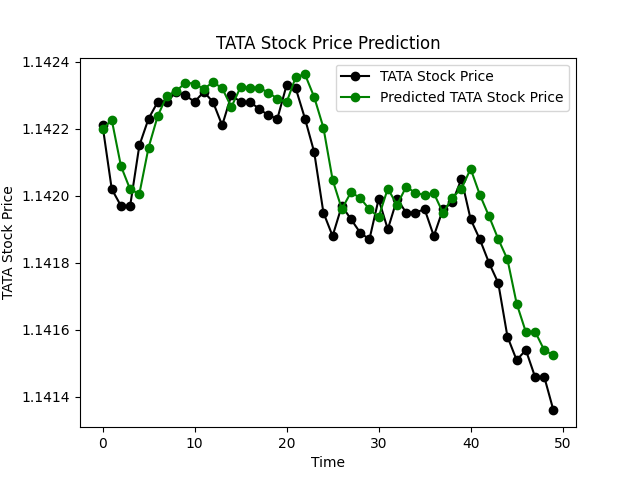 TATA Stock Price Prediction
TATA Stock Price
Predicted TATA Stock Price
TATA Stock Price
1.1424
1.1422
1.1420
1.1418
1.1416
1.1414
0 10 20 30 40 50
Time